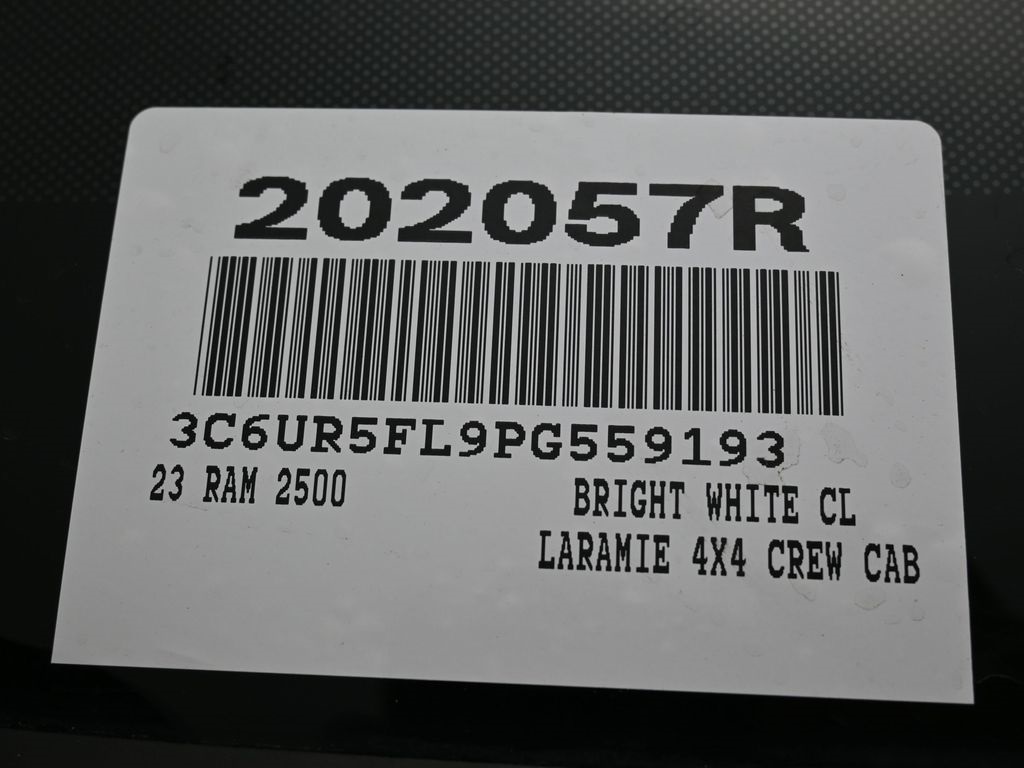 202057R
3C6UR5FL9PG559193
23 RAM 2500
BRIGHT WHITE CL
LARAMIE 4X4 CREW CAB